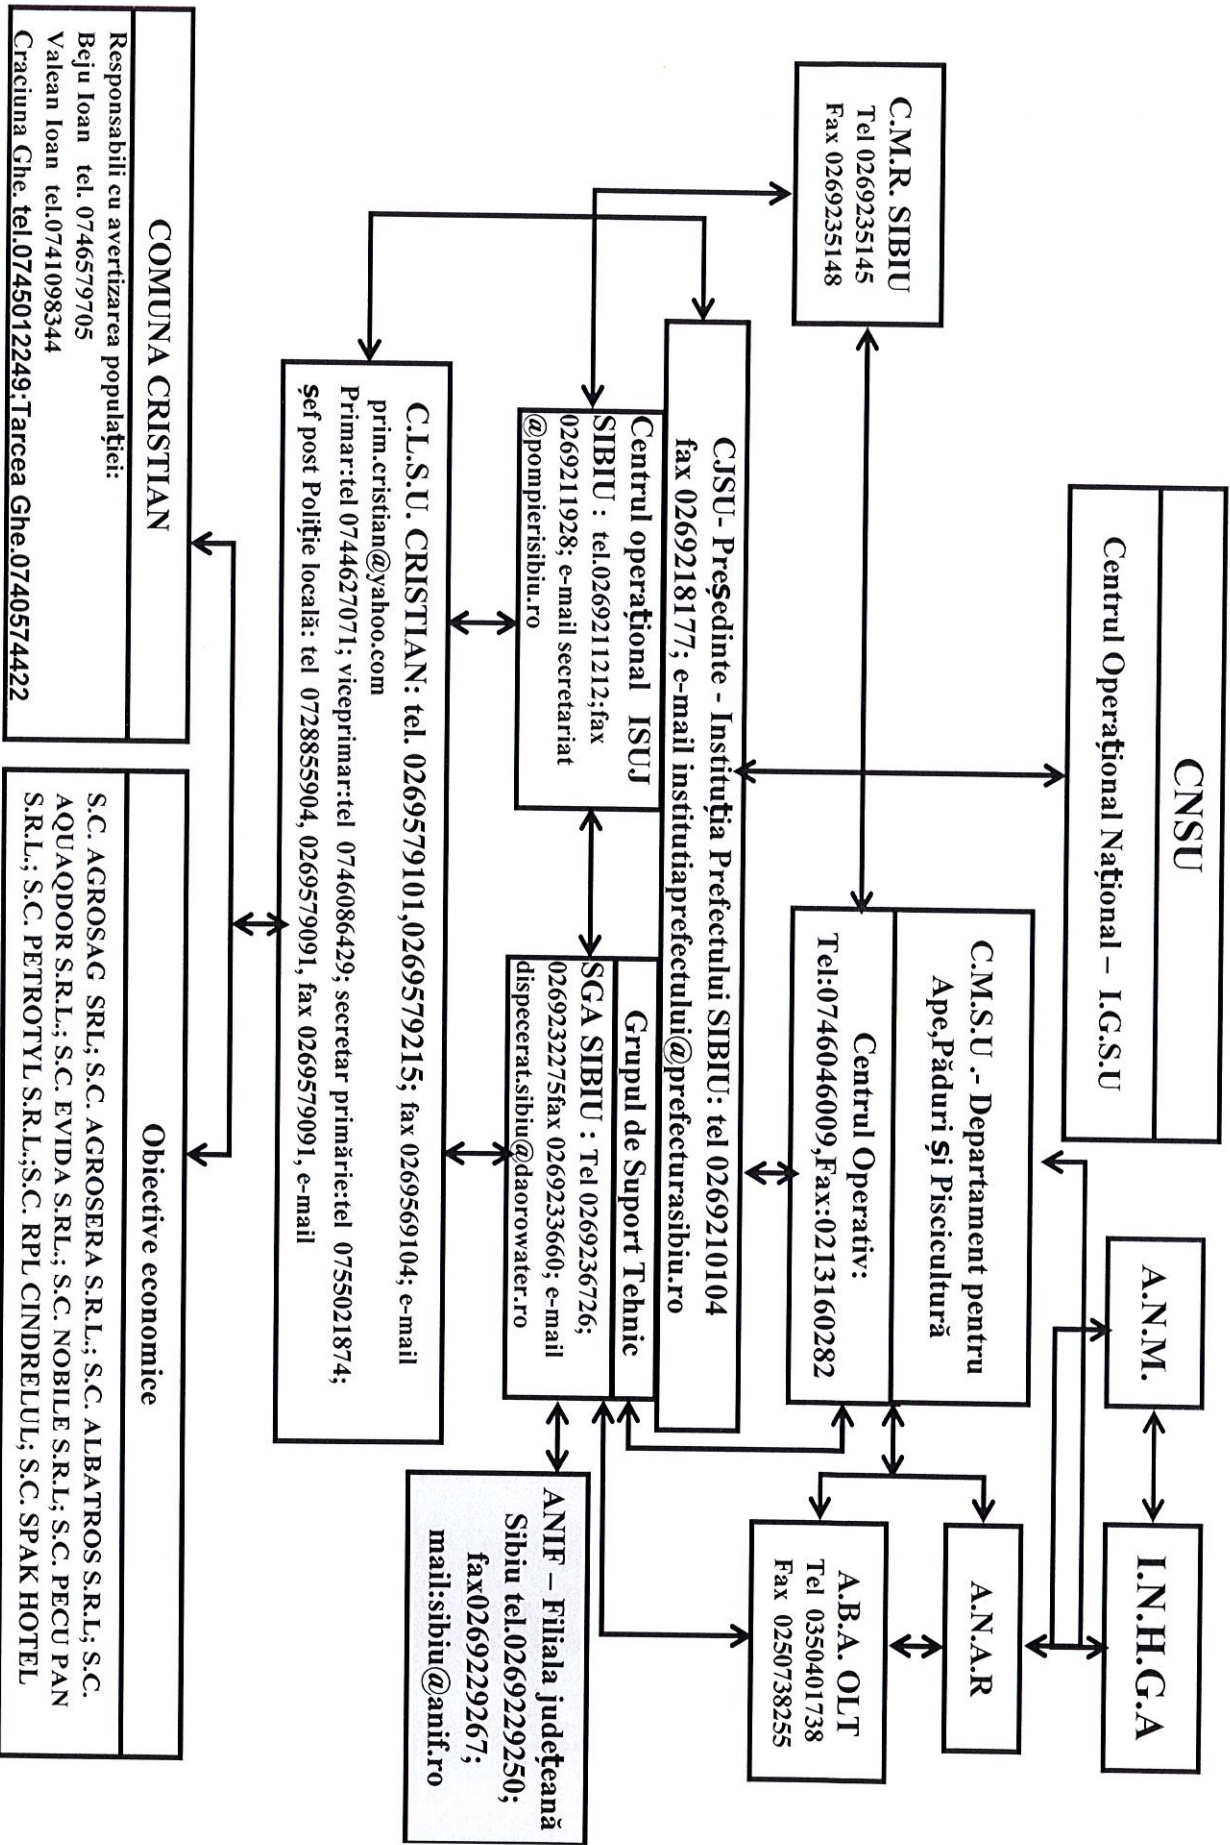 CNSU
Centrul Operațional Național – I.G.S.U
A.N.M.
I.N.H.G.A
C.M.R. SIBIU
Tel 0269235145
Fax 0269235148
C.M.S.U .- Departament pentru
Ape,Păduri și Piscicultură
Centrul Operativ:
Tel:0746046009,Fax:0213160282
A.N.A.R
A.B.A. OLT
Tel 0350401738
Fax 0250738255
CJSU- Președinte - Instituția Prefectului SIBIU: tel 0269210104
fax 0269218177; e-mail institutiaprefectului@prefecturasibiu.ro
Centrul operațional ISUJ
SIBIU : tel.0269211212;fax
0269211928; e-mail secretariat
@pompierisibiu.ro
Grupul de Suport Tehnic
SGA SIBIU : Tel 0269236726;
0269232275fax 0269233660; e-mail
dispecerat.sibiu@daorowater.ro
ANIF – Filiala județeană
Sibiu tel.0269229250;
fax0269229267;
mail:sibiu@anif.ro
C.L.S.U. CRISTIAN: tel. 0269579101,0269579215; fax 0269569104; e-mail
prim.cristian@yahoo.com
Primar:tel 0744627071; viceprimar:tel 0746086429; secretar primărie:tel 0755021874;
șef post Poliție locală: tel 0728855904, 0269579091, fax 0269579091, e-mail
COMUNA CRISTIAN
Responsabili cu avertizarea populației:
Beju Ioan tel. 0746579705
Valean Ioan tel.0741098344
Craciuna Ghe. tel.0745012249;Tarcea Ghe.0740574422
Obiective economice
S.C. AGROSAG SRL; S.C. AGROSERA S.R.L.; S.C. ALBATROS S.R.L; S.C.
AQUAQDOR S.R.L.; S.C. EVIDA S.RL.; S.C. NOBILE S.R.L; S.C. PECU PAN
S.R.L.; S.C. PETROTYL S.R.L.;S.C. RPL CINDRELUL; S.C. SPAK HOTEL